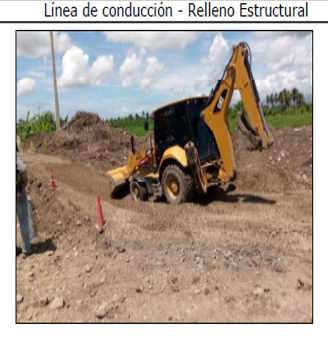 Línea de conducción - Relleno Estructural